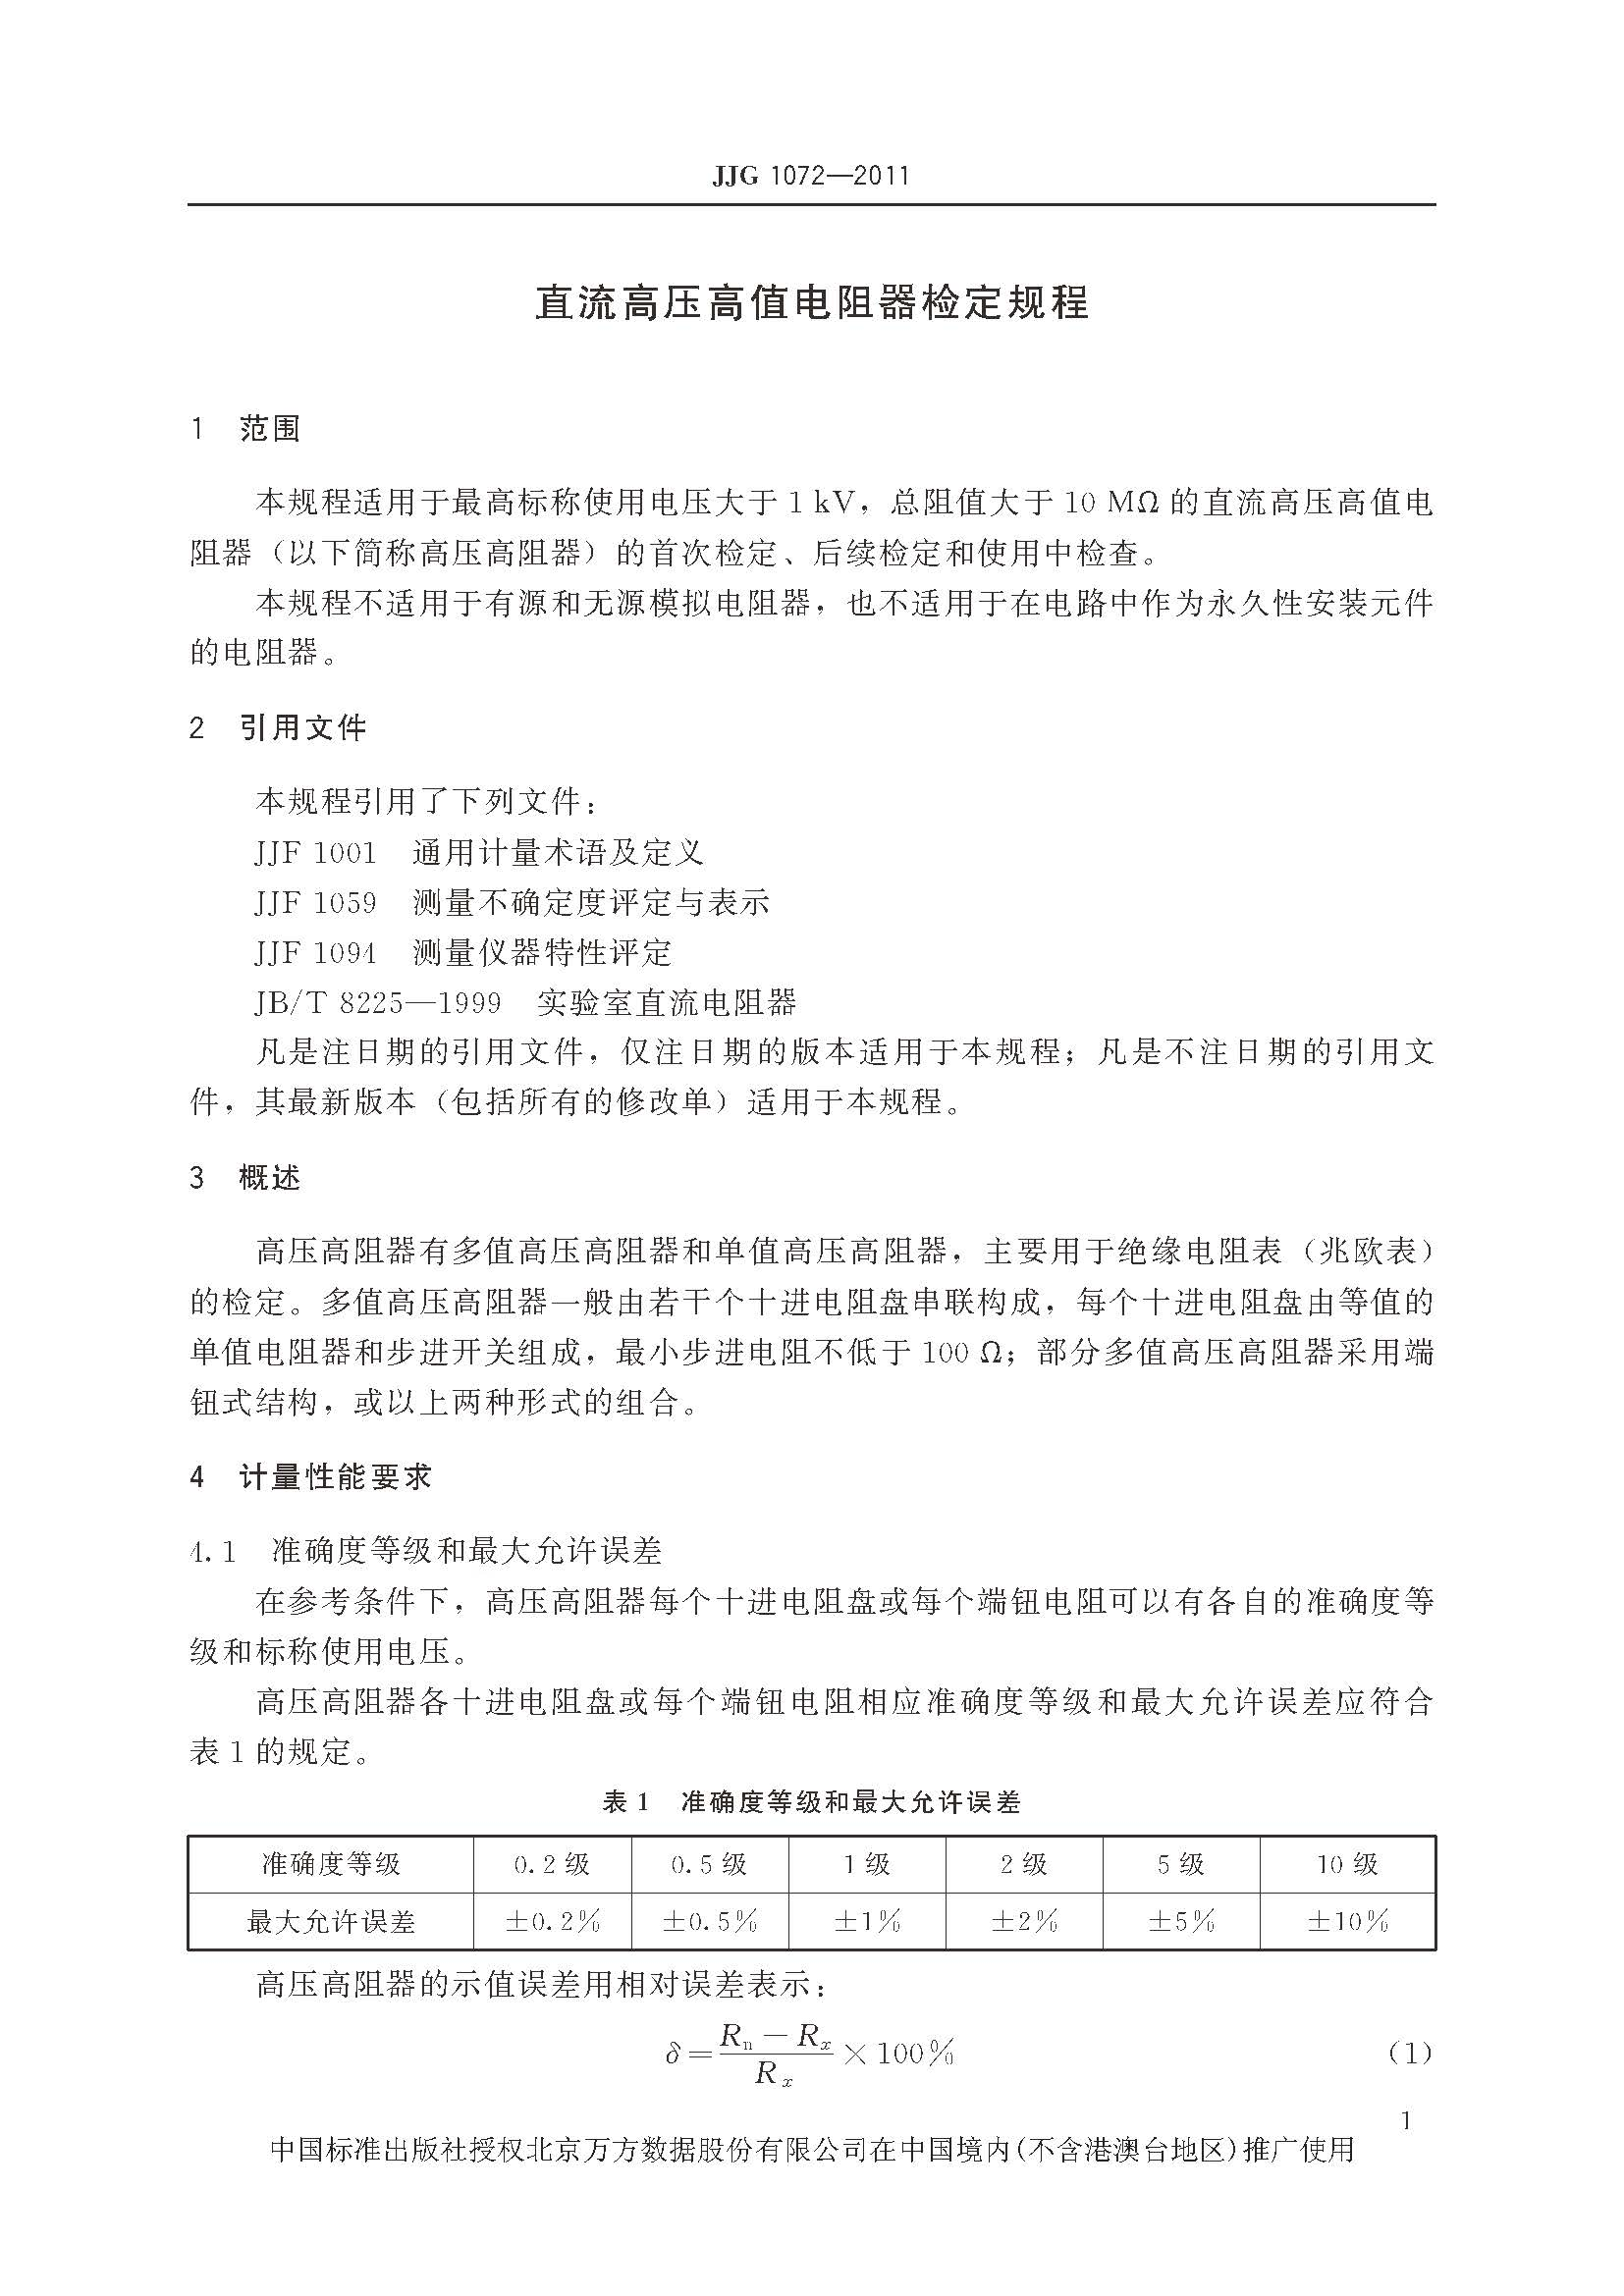 JJG 1072—2011
直流高压高值电阻器检定规程
1 范围
本规程适用于最高标称使用电压大于 1 kV，总阻值大于 10 MΩ 的直流高压高值电
阻器（以下简称高压高阻器）的首次检定、后续检定和使用中检查。
本规程不适用于有源和无源模拟电阻器，也不适用于在电路中作为永久性安装元件
的电阻器。
2 引用文件
本规程引用了下列文件：
JJF 1001 通用计量术语及定义
JJF 1059 测量不确定度评定与表示
JJF 1094 测量仪器特性评定
JB/T 8225—1999 实验室直流电阻器
凡是注日期的引用文件，仅注日期的版本适用于本规程；凡是不注日期的引用文
件，其最新版本（包括所有的修改单）适用于本规程。
3 概述
高压高阻器有多值高压高阻器和单值高压高阻器，主要用于绝缘电阻表（兆欧表）
的检定。多值高压高阻器一般由若干个十进电阻盘串联构成，每个十进电阻盘由等值的
单值电阻器和步进开关组成，最小步进电阻不低于 100 Ω；部分多值高压高阻器采用端
钮式结构，或以上两种形式的组合。
4 计量性能要求
4.1 准确度等级和最大允许误差
在参考条件下，高压高阻器每个十进电阻盘或每个端钮电阻可以有各自的准确度等
级和标称使用电压。
高压高阻器各十进电阻盘或每个端钮电阻相应准确度等级和最大允许误差应符合
表 1 的规定。
表 1 准确度等级和最大允许误差
准确度等级 0.2 级 0.5 级 1 级 2 级 5 级 10 级
最大允许误差 ±0.2% ±0.5% ±1% ±2% ±5% ±10%
高压高阻器的示值误差用相对误差表示：
δ = (Rn − Rx) / Rx × 100% (1)
1
中国标准出版社授权北京万方数据股份有限公司在中国境内(不含港澳台地区)推广使用